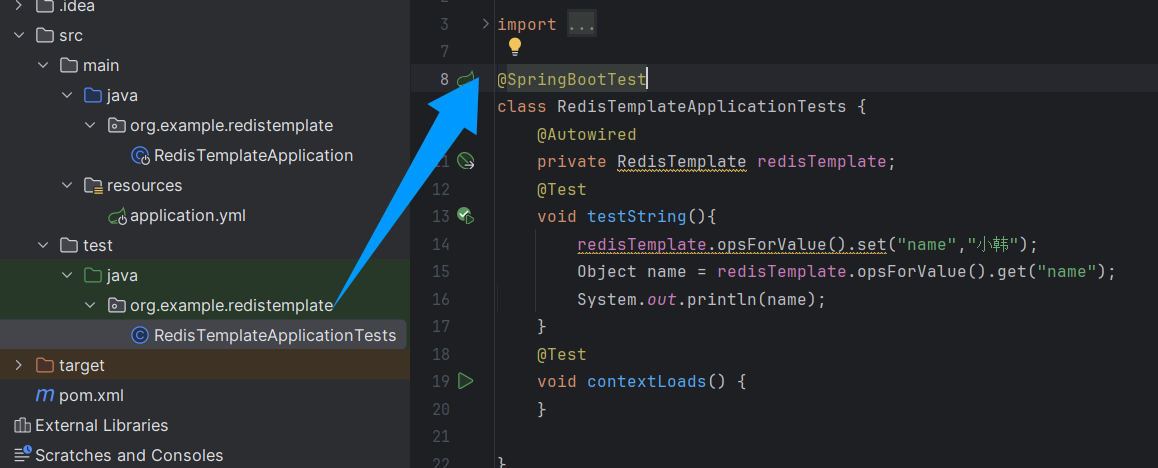 .idea
src
main
java
org.example.redistemplate
RedisTemplateApplication
resources
application.yml
test
java
org.example.redistemplate
RedisTemplateApplicationTests
target
pom.xml
External Libraries
Scratches and Consoles
3 import ...
7
8 @SpringBootTest
class RedisTemplateApplicationTests {
@Autowired
11 private RedisTemplate redisTemplate;
12 @Test
13 void testString(){
14 redisTemplate.opsForValue().set("name","小韩");
15 Object name = redisTemplate.opsForValue().get("name");
16 System.out.println(name);
17 }
18 @Test
19 void contextLoads() {
20 }
21
22 }